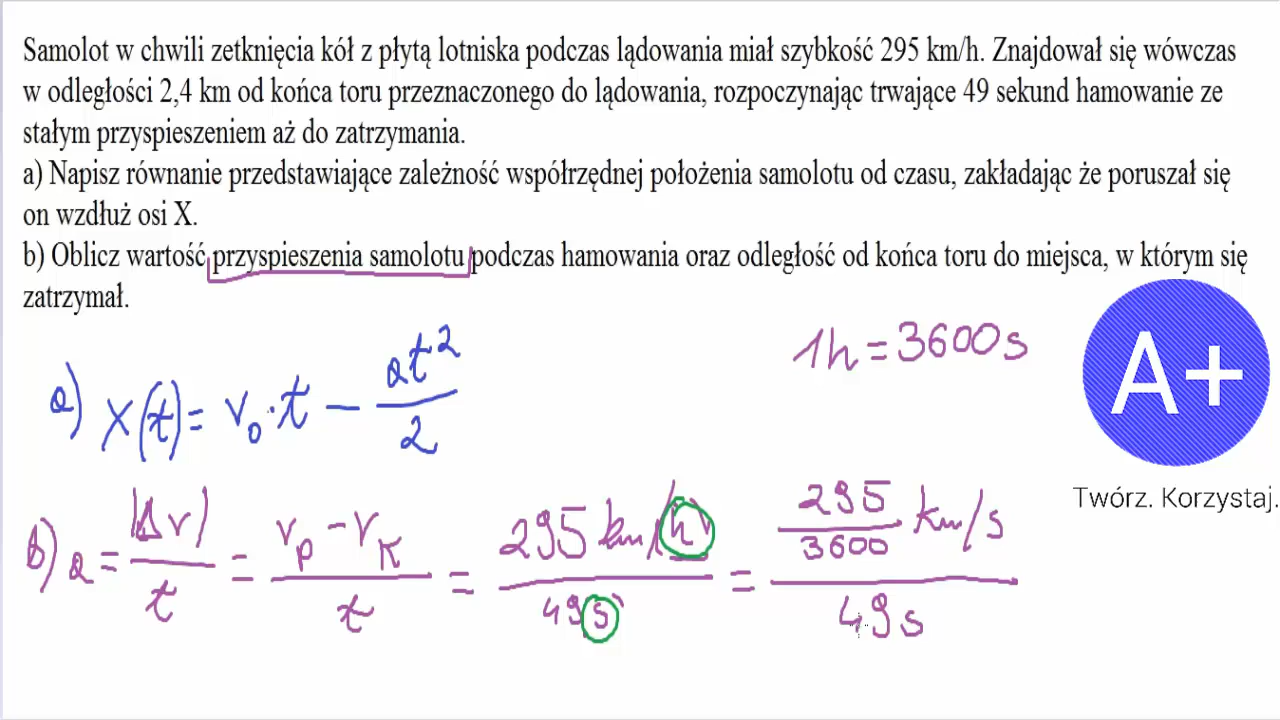 Samolot w chwili zetknięcia kół z płytą lotniska podczas lądowania miał szybkość 295 km/h. Znajdował się wówczas
w odległości 2,4 km od końca toru przeznaczonego do lądowania, rozpoczynając trwające 49 sekund hamowanie ze
stałym przyspieszeniem aż do zatrzymania.
a) Napisz równanie przedstawiające zależność współrzędnej położenia samolotu od czasu, zakładając że poruszał się
on wzdłuż osi X.
b) Oblicz wartość przyspieszenia samolotu podczas hamowania oraz odległość od końca toru do miejsca, w którym się
zatrzymał.
1h = 3600 s
A+
Twórz. Korzystaj.
a) x(t) = v₀·t − at²/2
b) a = |Δv|/t = (vₚ − vₖ)/t = (295 km/h)/(49 s) = (295/3600 km/s)/(49 s)